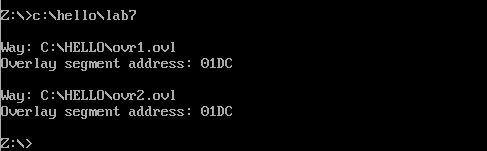 Z:\>c:\hello\lab7
Way: C:\HELLO\ovr1.ovl
Overlay segment address: 01DC
Way: C:\HELLO\ovr2.ovl
Overlay segment address: 01DC
Z:\>